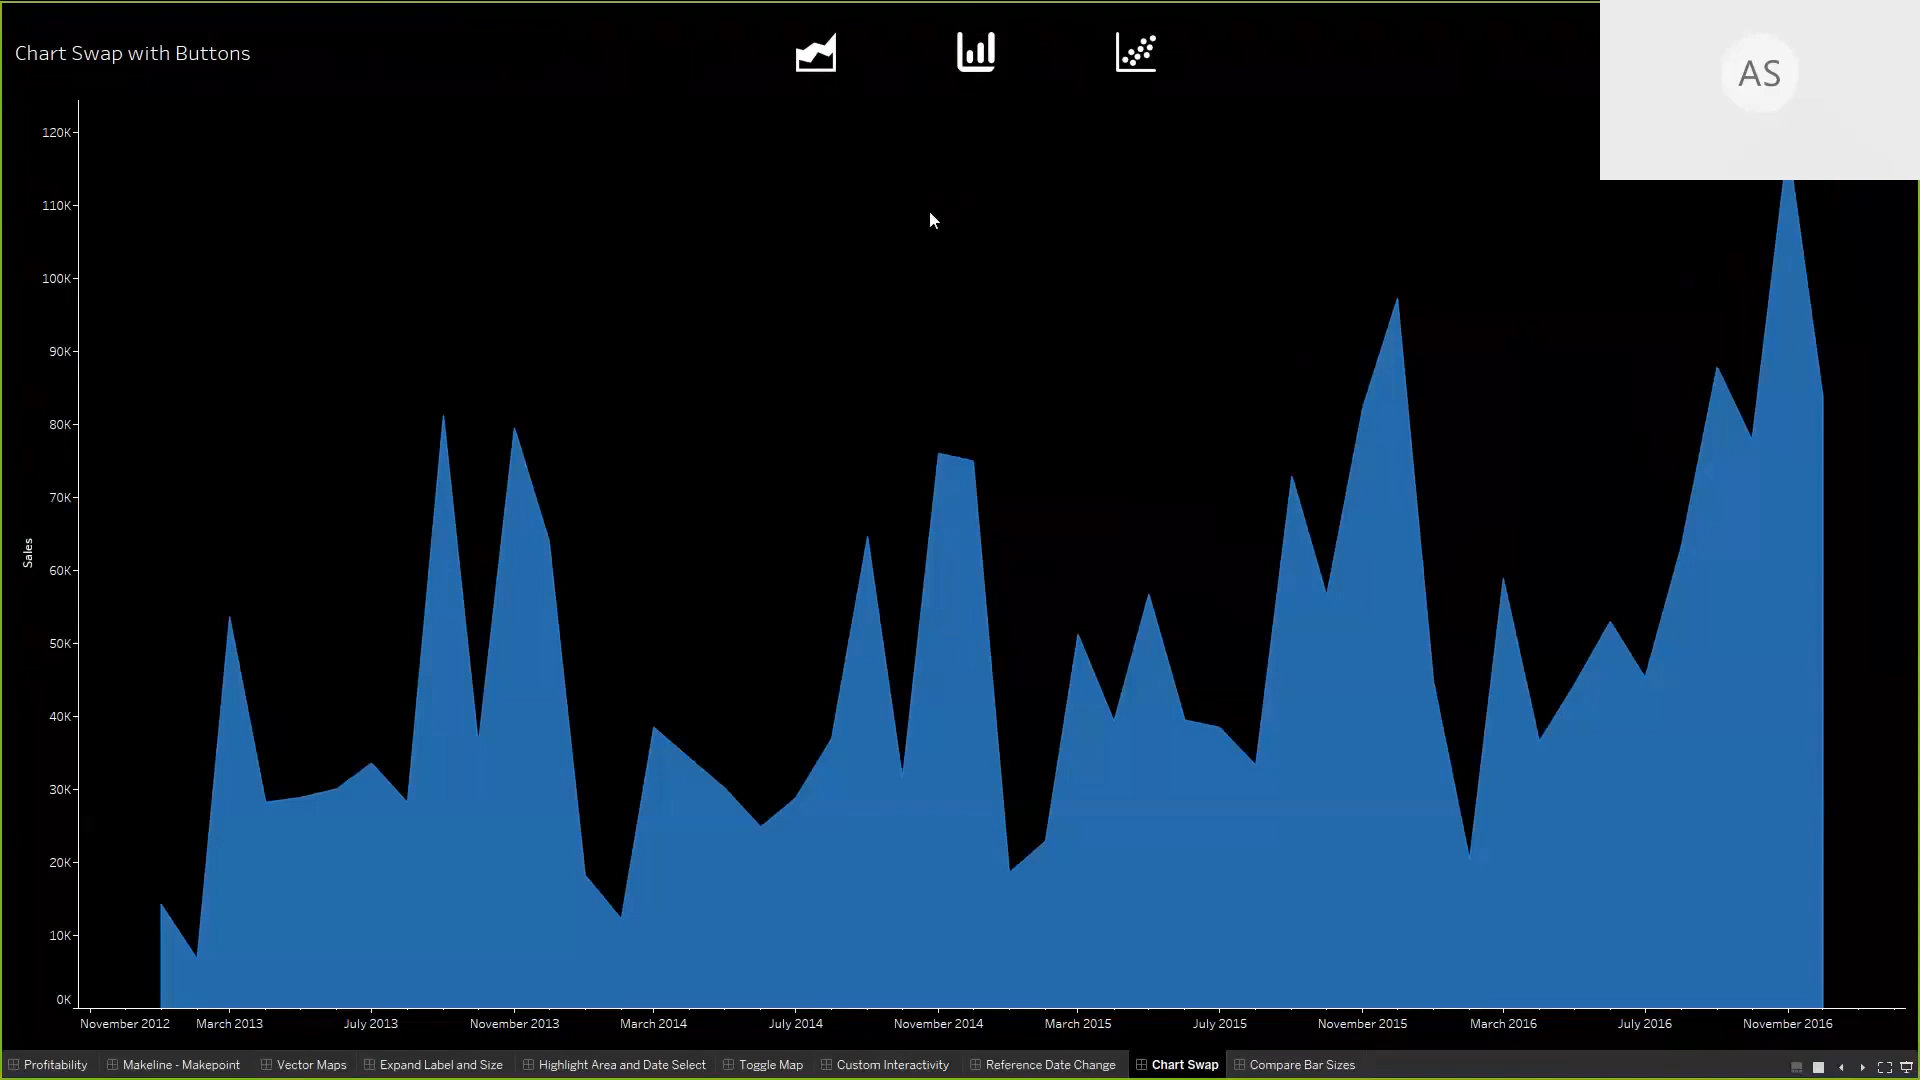 Chart Swap with Buttons
AS
120K
110K
100K
90K
80K
70K
60K
50K
40K
30K
20K
10K
0K
Sales
November 2012 March 2013 July 2013 November 2013 March 2014 July 2014 November 2014 March 2015 July 2015 November 2015 March 2016 July 2016 November 2016
Profitability Makeline - Makepoint Vector Maps Expand Label and Size Highlight Area and Date Select Toggle Map Custom Interactivity Reference Date Change Chart Swap Compare Bar Sizes